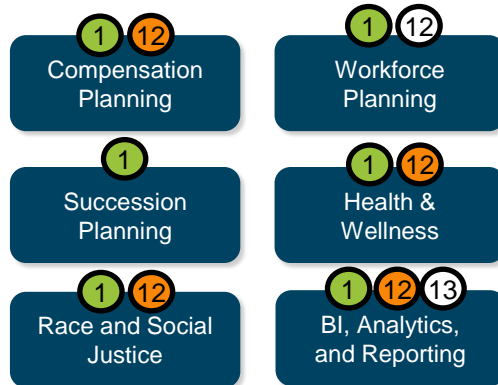 1 12
Compensation
Planning
1 12
Workforce
Planning
1
Succession
Planning
1 12
Health &
Wellness
1 12
Race and Social
Justice
1 12 13
BI, Analytics,
and Reporting